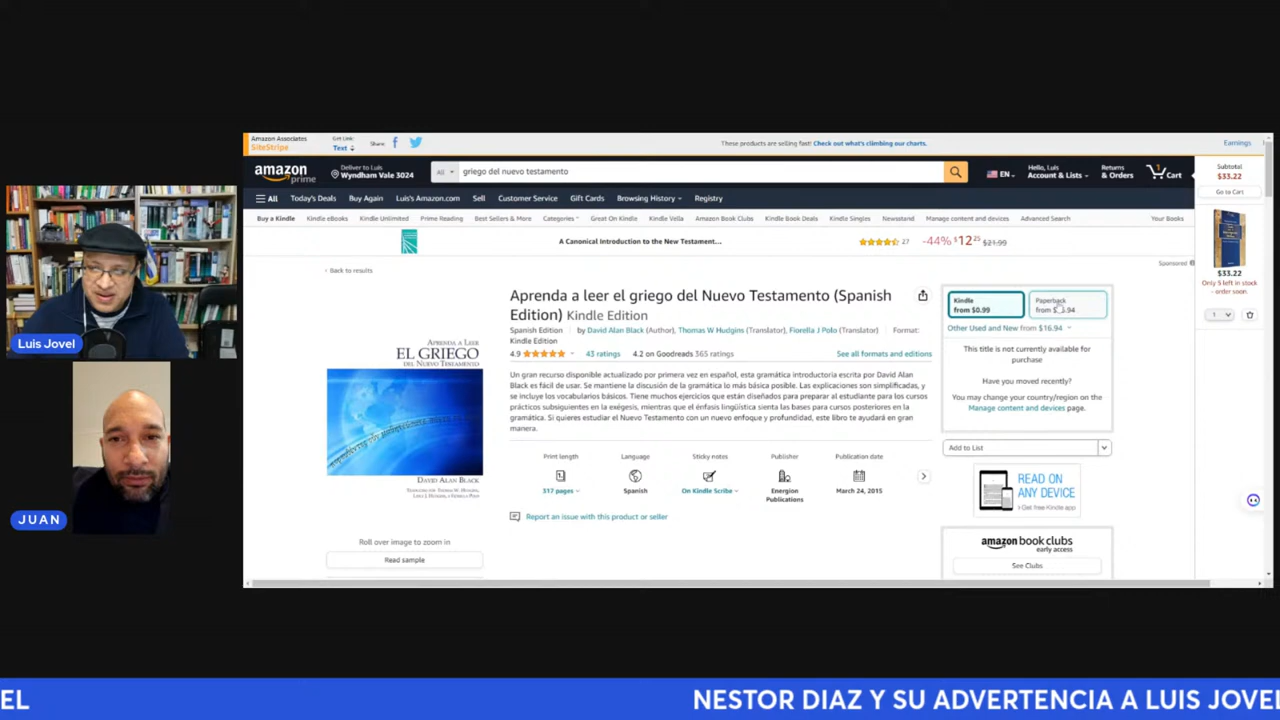 Amazon Associates
SiteStripe
Get Link:
Text
Share:
These products are selling fast! Check out what's climbing our charts.
Earnings
amazon
prime
Deliver to Luis
Wyndham Vale 3024
All
griego del nuevo testamento
EN
Hello, Luis
Account & Lists
Returns
& Orders
Cart
Subtotal
$33.22
Go to Cart
All
Today's Deals
Buy Again
Luis's Amazon.com
Sell
Customer Service
Gift Cards
Browsing History
Registry
Buy a Kindle
Kindle eBooks
Kindle Unlimited
Prime Reading
Best Sellers & More
Categories
Great On Kindle
Kindle Vella
Amazon Book Clubs
Kindle Book Deals
Kindle Singles
Newsstand
Manage content and devices
Advanced Search
Your Books
A Canonical Introduction to the New Testament...
27
-44% $12 25 $21.99
Sponsored
$33.22
Only 5 left in stock
- order soon.
1
‹ Back to results
Aprenda a leer el griego del Nuevo Testamento (Spanish
Edition) Kindle Edition
Spanish Edition by David Alan Black (Author), Thomas W Hudgins (Translator), Fiorella J Polo (Translator) Format:
Kindle Edition
4.9
43 ratings
4.2 on Goodreads 365 ratings
See all formats and editions
Un gran recurso disponible actualizado por primera vez en español, esta gramática introductoria escrita por David Alan
Black es fácil de usar. Se mantiene la discusión de la gramática lo más básica posible. Las explicaciones son simplificadas, y
se incluye los vocabularios básicos. Tiene muchos ejercicios que están diseñados para preparar al estudiante para los cursos
prácticos subsiguientes en la exégesis, mientras que el énfasis lingüística sienta las bases para cursos posteriores en la
gramática. Si quieres estudiar el Nuevo Testamento con un nuevo enfoque y profundidad, este libro te ayudará en gran
manera.
Print length
317 pages
Language
Spanish
Sticky notes
On Kindle Scribe
Publisher
Energion
Publications
Publication date
March 24, 2015
Report an issue with this product or seller
APRENDA A LEER
EL GRIEGO
DEL NUEVO TESTAMENTO
DAVID ALAN BLACK
Roll over image to zoom in
Read sample
Kindle
from $0.99
Paperback
Other Used and New from $16.94
This title is not currently available for
purchase
Have you moved recently?
You may change your country/region on the
Manage content and devices page.
Add to List
READ ON
ANY DEVICE
Get free Kindle app
amazon book clubs
early access
See Clubs
Luis Jovel
JUAN
EL
NESTOR DIAZ Y SU ADVERTENCIA A LUIS JOVEL